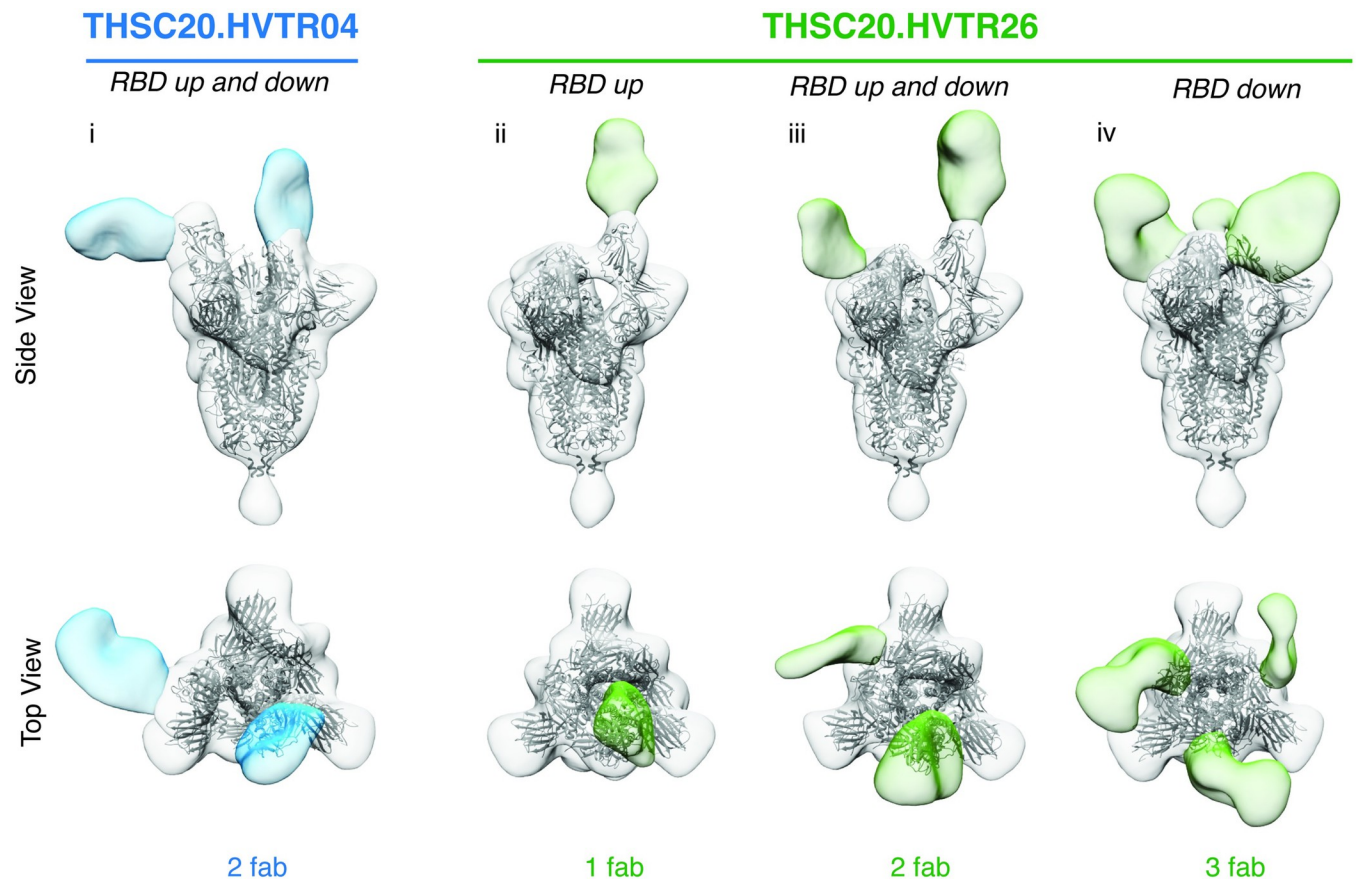 THSC20.HVTR04
THSC20.HVTR26
RBD up and down
RBD up
RBD up and down
RBD down
i
ii
iii
iv
Side View
Top View
2 fab
1 fab
2 fab
3 fab